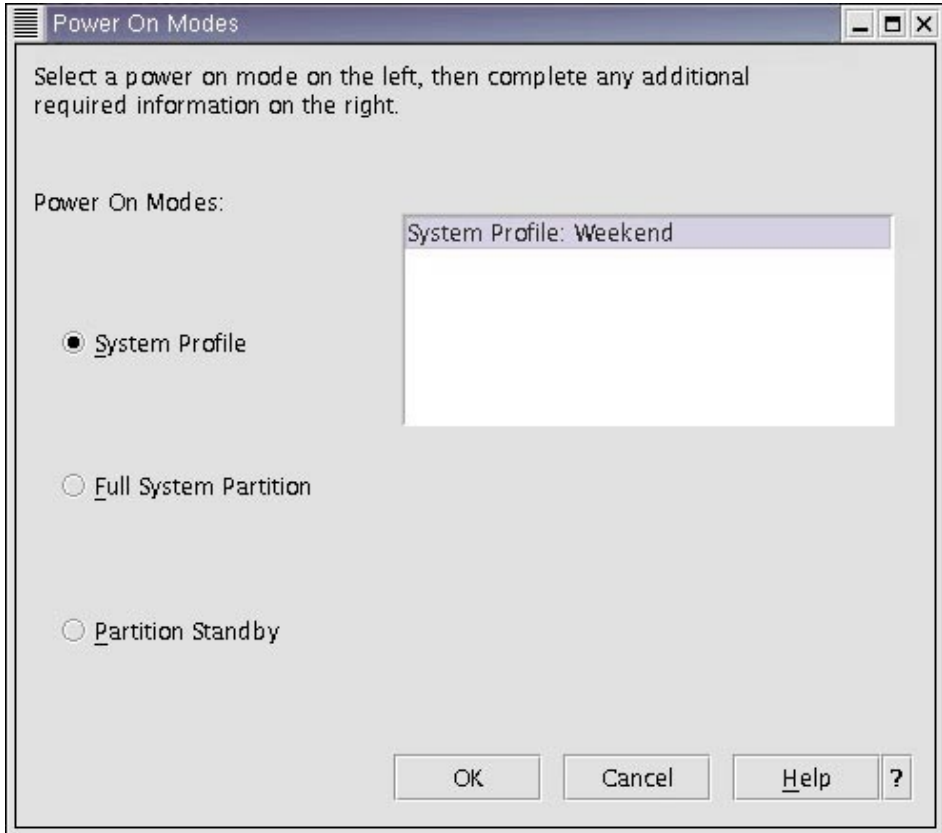 Power On Modes
Select a power on mode on the left, then complete any additional
required information on the right.
Power On Modes:
System Profile: Weekend
System Profile
Full System Partition
Partition Standby
OK
Cancel
Help
?